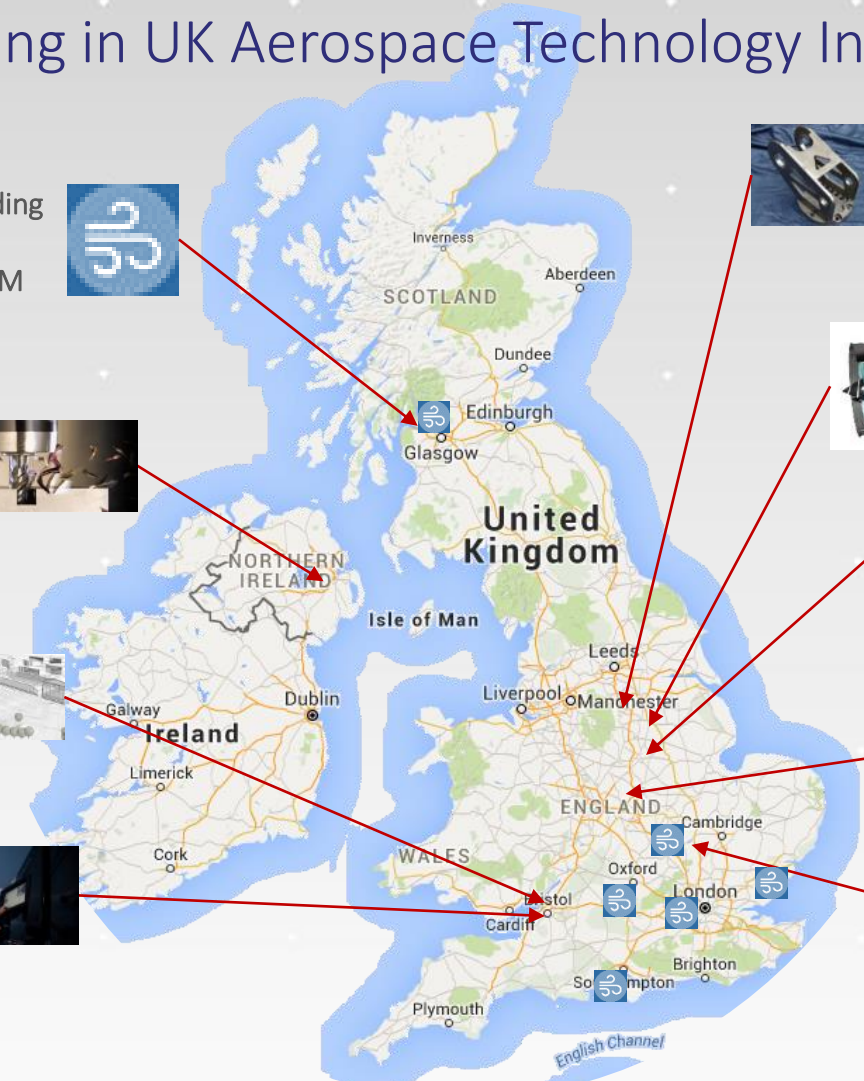 ng in UK Aerospace Technology In
ding
M
Inverness
Aberdeen
SCOTLAND
Dundee
Edinburgh
Glasgow
United
Kingdom
NORTHERN
IRELAND
Isle of Man
Leeds
Liverpool
Manchester
Dublin
Galway
Ireland
Limerick
ENGLAND
Cambridge
Cork
WALES
Oxford
London
Bristol
Cardiff
Brighton
So mpton
Plymouth
English Channel